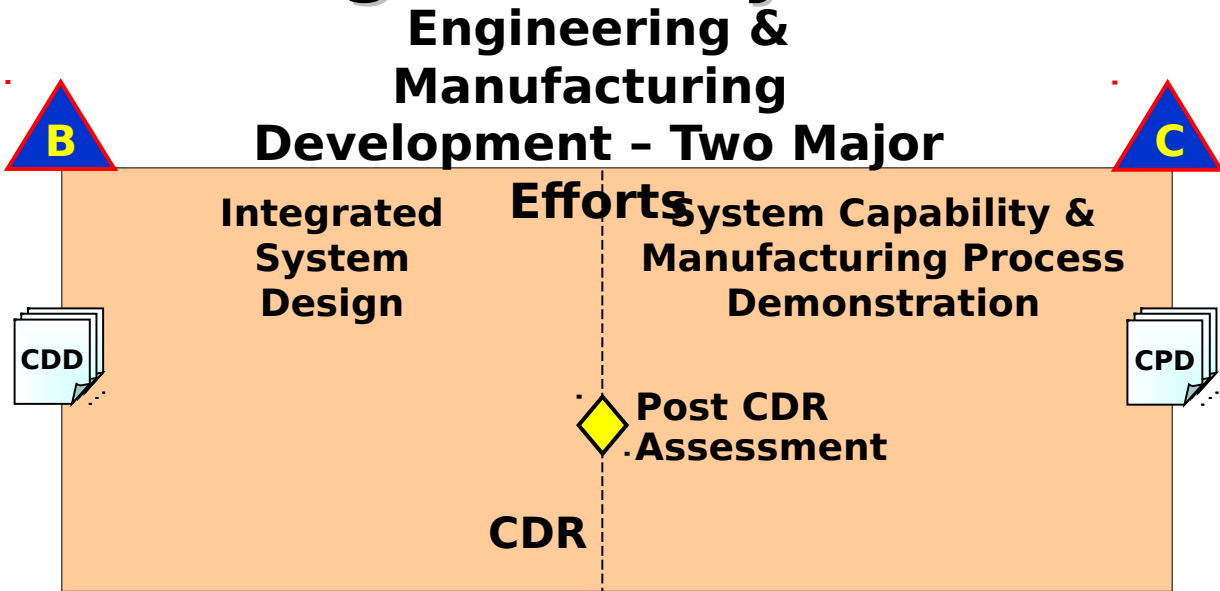 Engineering &
Manufacturing
Development – Two Major
Efforts
B
C
Integrated
System
Design
System Capability &
Manufacturing Process
Demonstration
CDD
CPD
Post CDR
Assessment
CDR